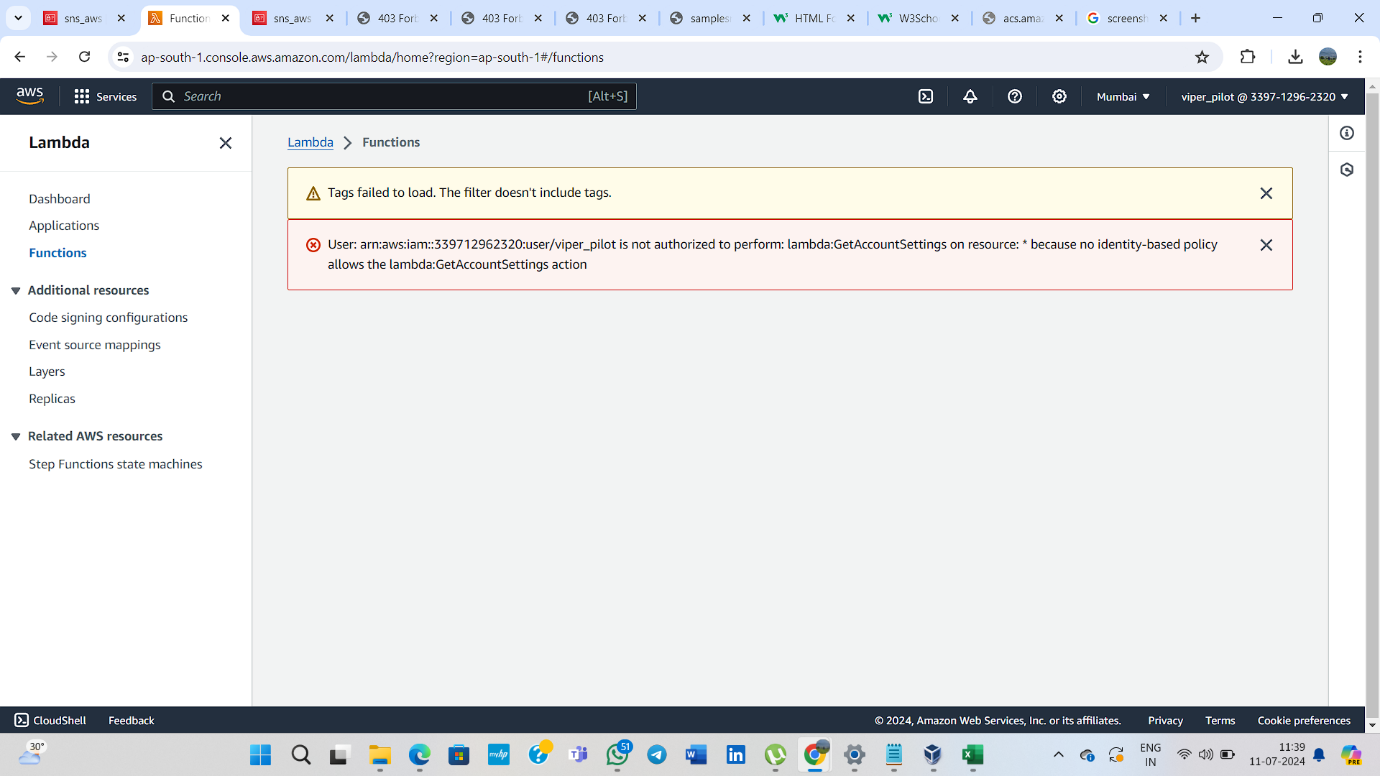 sns_aws
Function
sns_aws
403 Forb
403 Forb
403 Forb
samples
HTML Fo
W3Scho
acs.ama
screensh
ap-south-1.console.aws.amazon.com/lambda/home?region=ap-south-1#/functions
aws
Services
Search
[Alt+S]
Mumbai
viper_pilot @ 3397-1296-2320
Lambda
Dashboard
Applications
Functions
Additional resources
Code signing configurations
Event source mappings
Layers
Replicas
Related AWS resources
Step Functions state machines
Lambda
Functions
Tags failed to load. The filter doesn't include tags.
User: arn:aws:iam::339712962320:user/viper_pilot is not authorized to perform: lambda:GetAccountSettings on resource: * because no identity-based policy
allows the lambda:GetAccountSettings action
CloudShell
Feedback
© 2024, Amazon Web Services, Inc. or its affiliates.
Privacy
Terms
Cookie preferences
30°
myhp
51
ENG
IN
11:39
11-07-2024
PRE